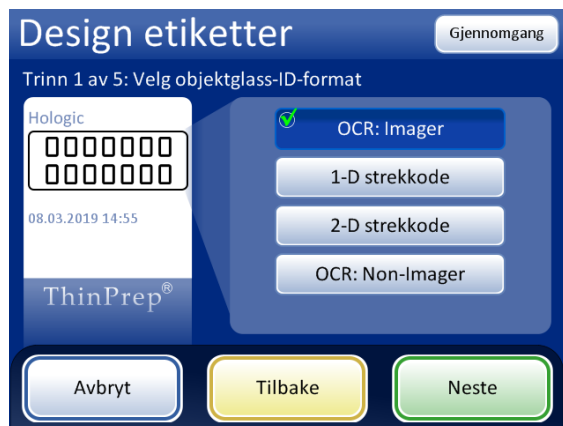 Design etiketter
Gjennomgang
Trinn 1 av 5: Velg objektglass-ID-format
Hologic
0000000
0000000
08.03.2019 14:55
ThinPrep®
OCR: Imager
1-D strekkode
2-D strekkode
OCR: Non-Imager
Avbryt
Tilbake
Neste